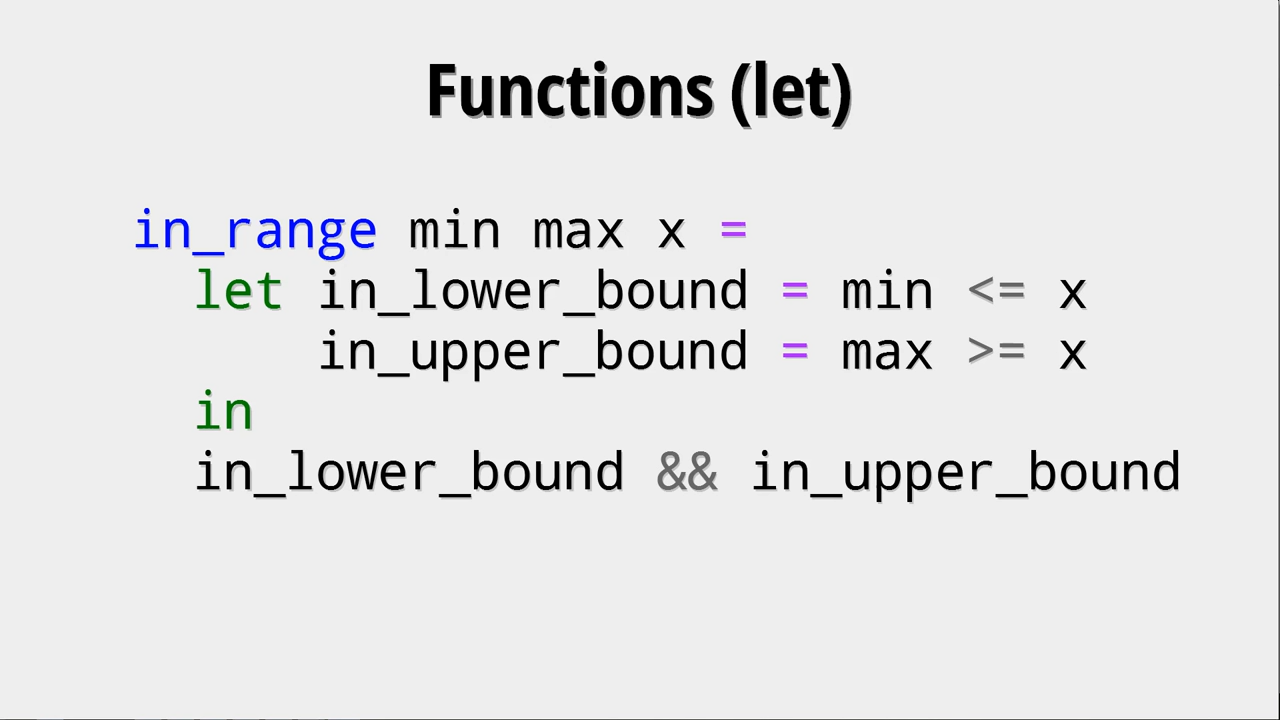 Functions (let)
in_range min max x =
let in_lower_bound = min <= x
in_upper_bound = max >= x
in
in_lower_bound && in_upper_bound